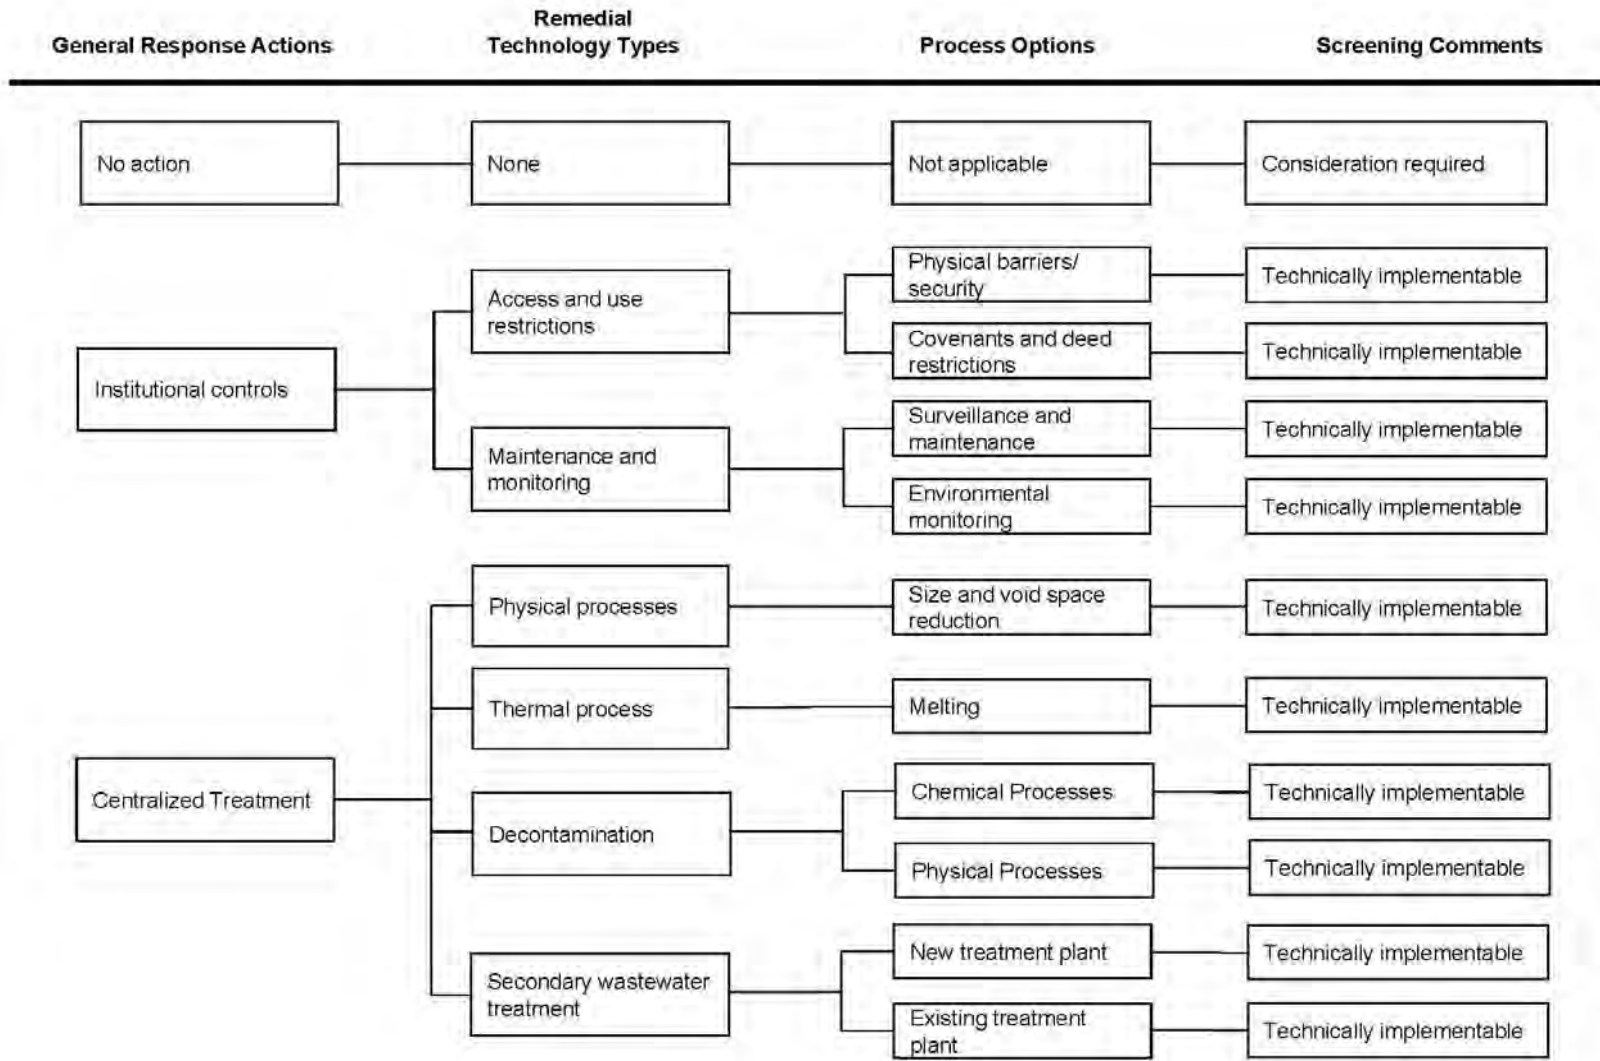 Remedial
General Response Actions Technology Types Process Options Screening Comments
No action None Not applicable Consideration required
Physical barriers/
security
Technically implementable
Access and use
restrictions
Covenants and deed
restrictions
Technically implementable
Institutional controls
Surveillance and
maintenance
Technically implementable
Maintenance and
monitoring
Environmental
monitoring
Technically implementable
Physical processes
Size and void space
reduction
Technically implementable
Thermal process
Melting
Technically implementable
Centralized Treatment
Decontamination
Chemical Processes
Technically implementable
Physical Processes
Technically implementable
Secondary wastewater
treatment
New treatment plant
Technically implementable
Existing treatment
plant
Technically implementable